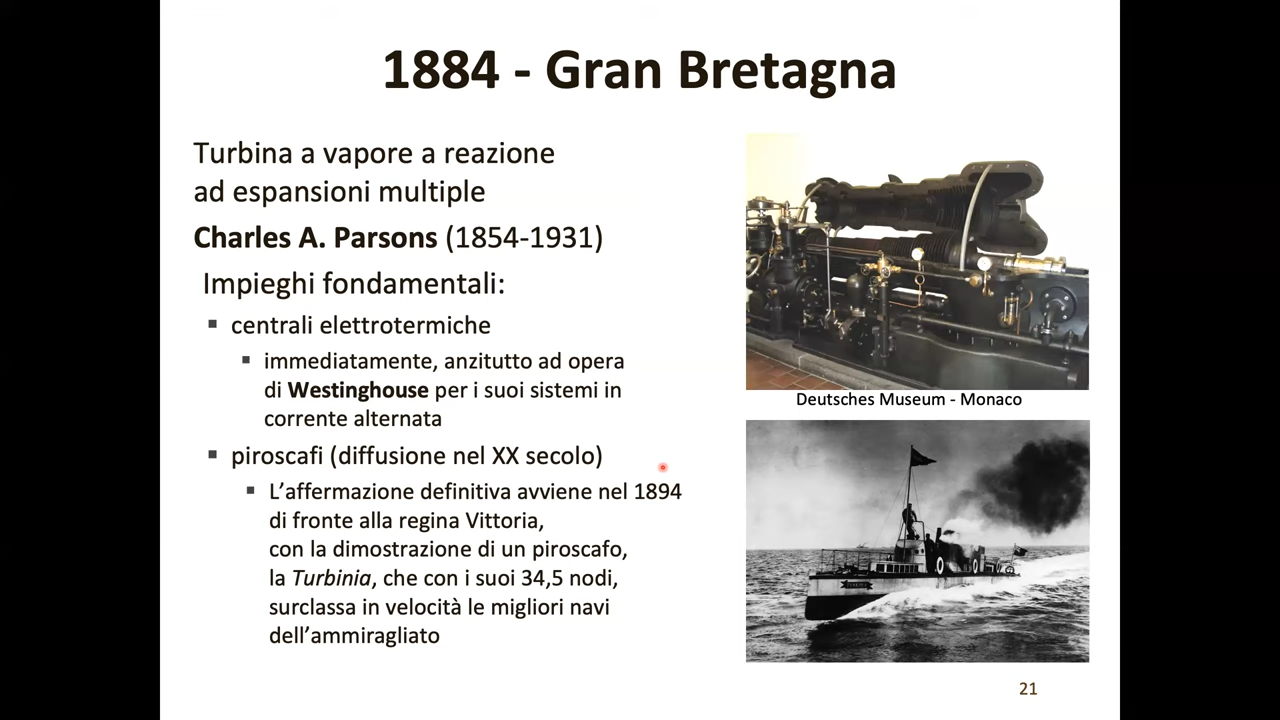 1884 - Gran Bretagna
Turbina a vapore a reazione
ad espansioni multiple
Charles A. Parsons (1854-1931)
Impieghi fondamentali:
▪ centrali elettrotermiche
▪ immediatamente, anzitutto ad opera
di Westinghouse per i suoi sistemi in
corrente alternata
▪ piroscafi (diffusione nel XX secolo)
▪ L’affermazione definitiva avviene nel 1894
di fronte alla regina Vittoria,
con la dimostrazione di un piroscafo,
la Turbinia, che con i suoi 34,5 nodi,
surclassa in velocità le migliori navi
dell’ammiragliato
Deutsches Museum - Monaco
21